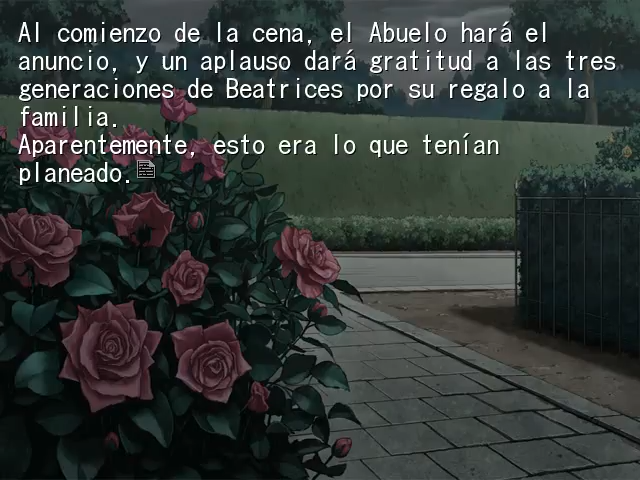 Al comienzo de la cena, el Abuelo hará el
anuncio, y un aplauso dará gratitud a las tres
generaciones de Beatrices por su regalo a la
familia.
Aparentemente, esto era lo que tenían
planeado.